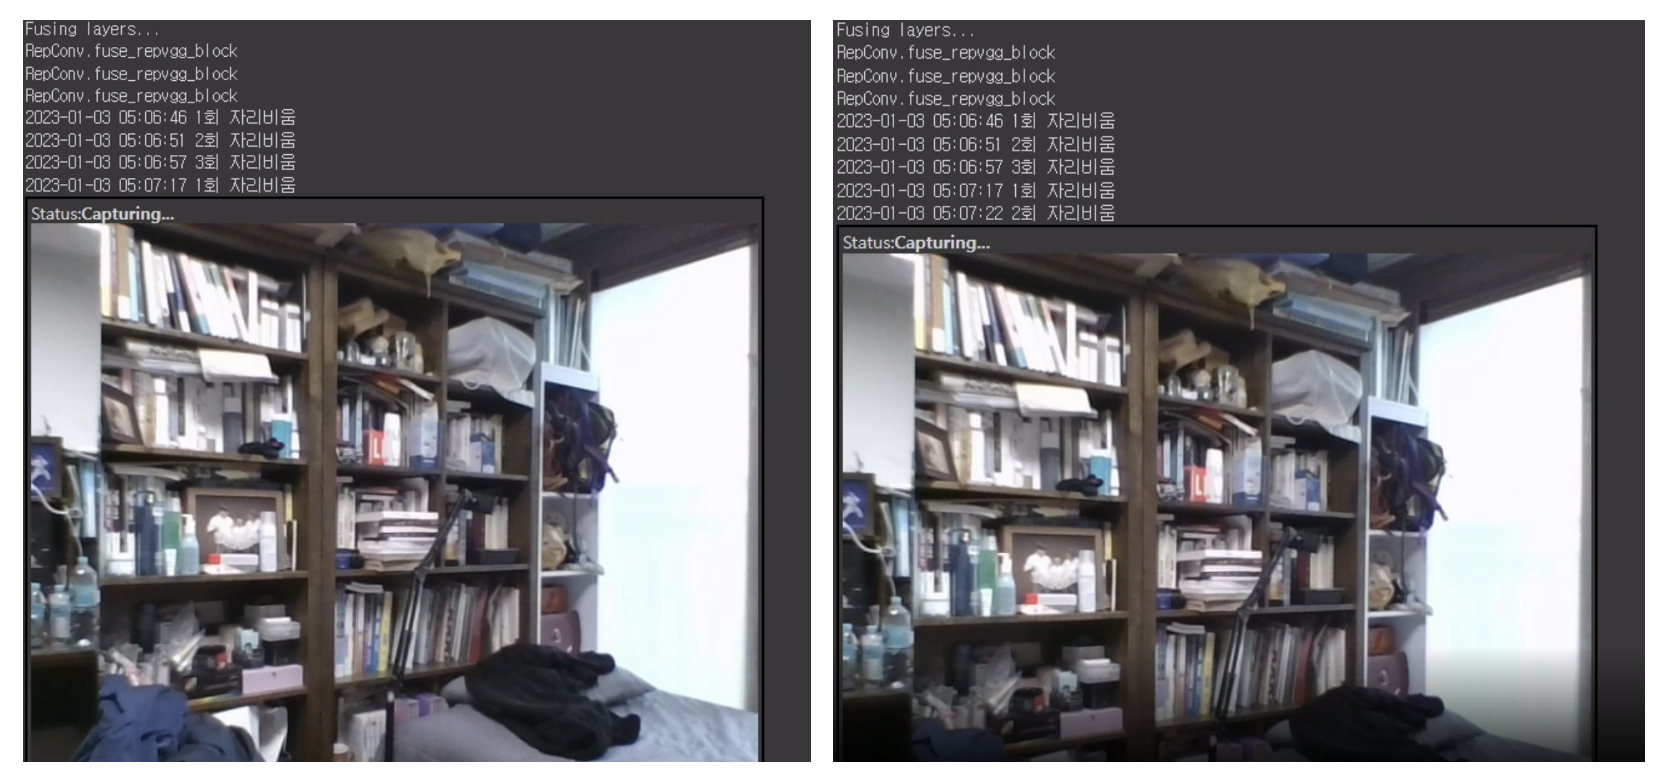 Fusing layers...
RepConv.fuse_repvgg_block
RepConv.fuse_repvgg_block
RepConv.fuse_repvgg_block
2023-01-03 05:06:46 1회 자리비움
2023-01-03 05:06:51 2회 자리비움
2023-01-03 05:06:57 3회 자리비움
2023-01-03 05:07:17 1회 자리비움
Status:Capturing...
Fusing layers...
RepConv.fuse_repvgg_block
RepConv.fuse_repvgg_block
RepConv.fuse_repvgg_block
2023-01-03 05:06:46 1회 자리비움
2023-01-03 05:06:51 2회 자리비움
2023-01-03 05:06:57 3회 자리비움
2023-01-03 05:07:17 1회 자리비움
2023-01-03 05:07:22 2회 자리비움
Status:Capturing...